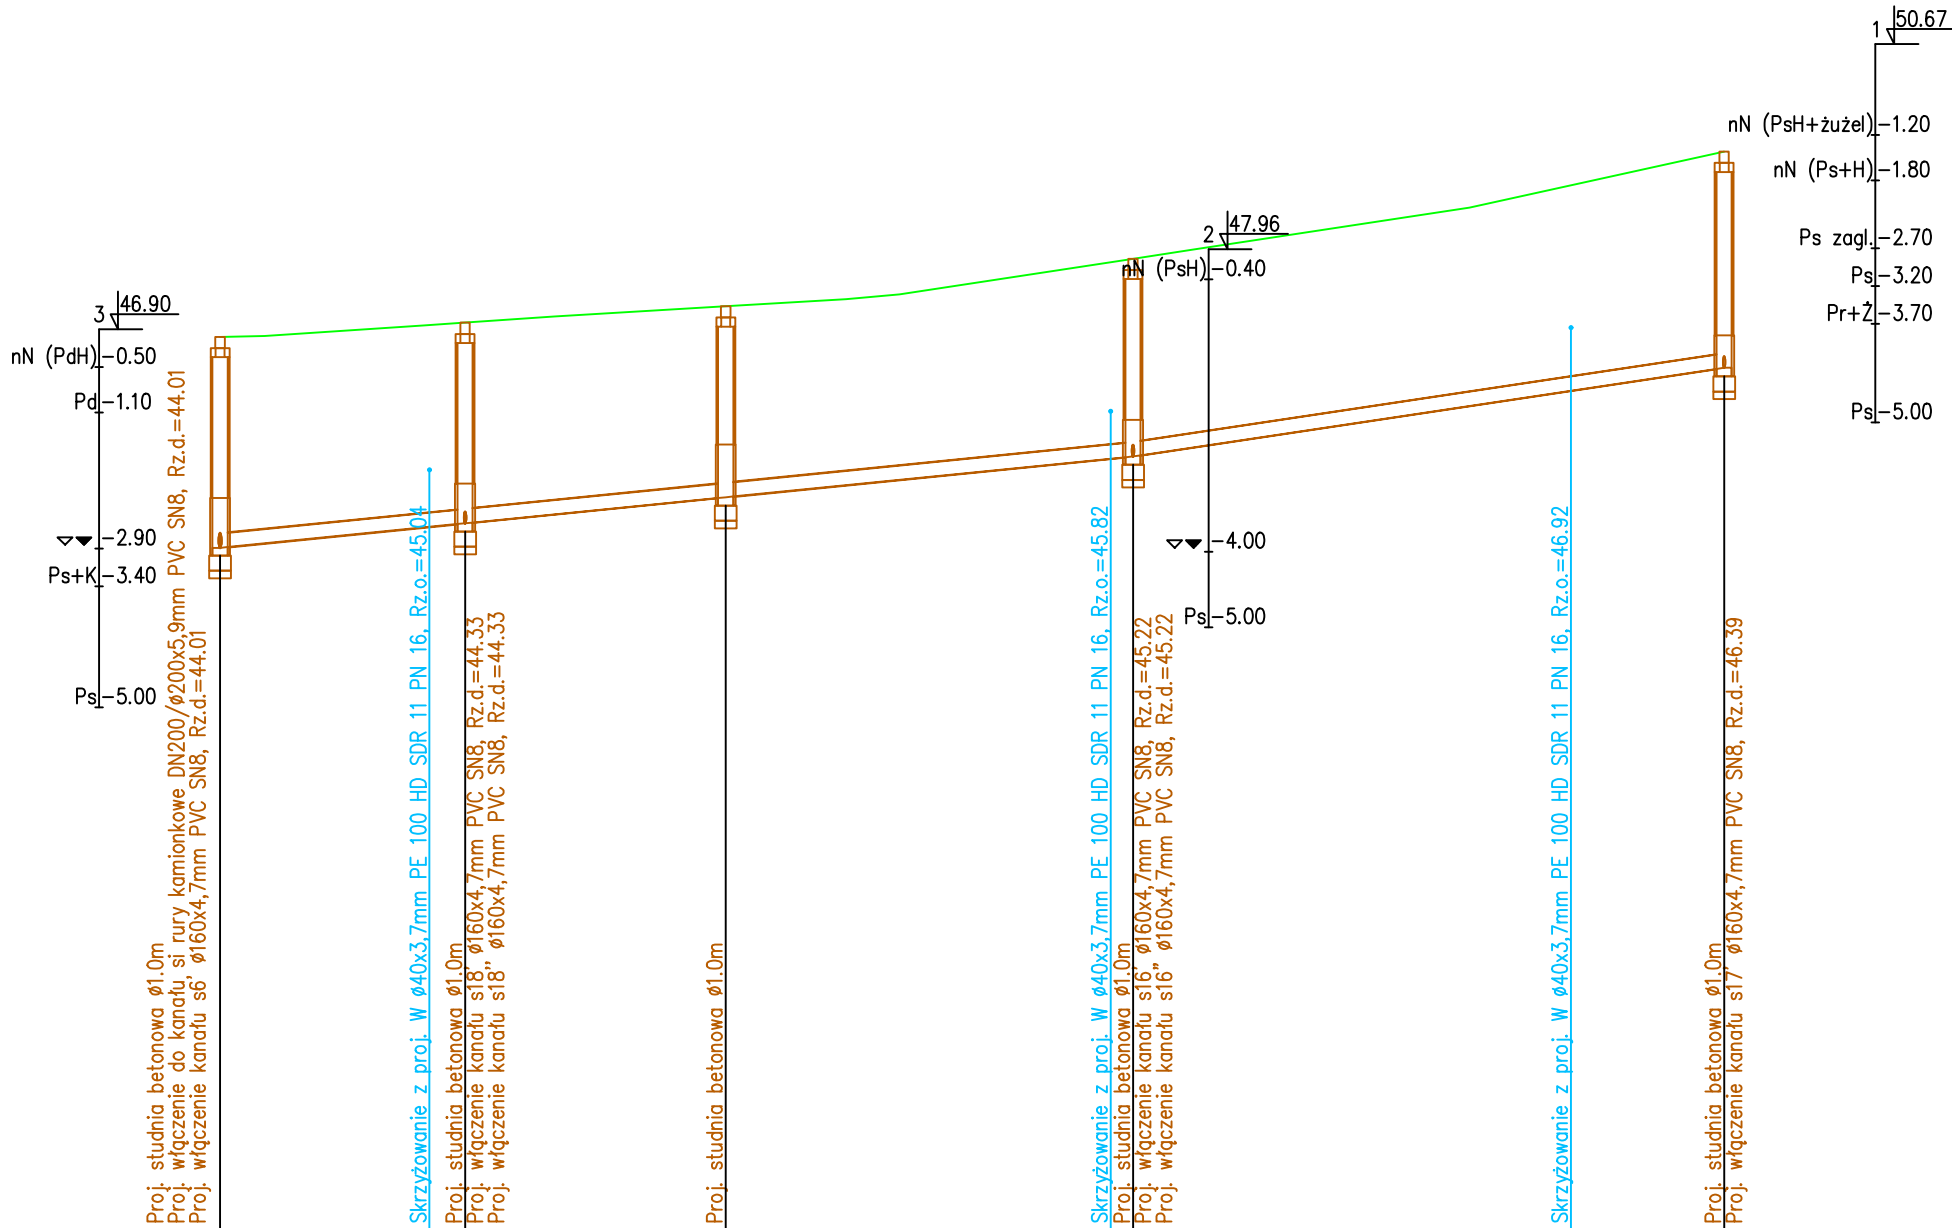 1 50.67
nN (PsH+żużel) -1.20
nN (Ps+H) -1.80
Ps zagl. -2.70
Ps -3.20
Pr+Ż -3.70
Ps -5.00
2 47.96
nN (PsH) -0.40
-4.00
Ps -5.00
3 46.90
nN (PdH) -0.50
Pd -1.10
-2.90
Ps+K -3.40
Ps -5.00
Proj. studnia betonowa ø1.0m
Proj. włączenie do kanału si rury kamionkowe DN200/ø200x5,9mm PVC SN8, Rz.d.=44.01
Proj. włączenie kanału s6' ø160x4,7mm PVC SN8, Rz.d.=44.01
Skrzyżowanie z proj. W ø40x3,7mm PE 100 HD SDR 11 PN 16, Rz.o.=45.04
Proj. studnia betonowa ø1.0m
Proj. włączenie kanału s18' ø160x4,7mm PVC SN8, Rz.d.=44.33
Proj. włączenie kanału s18" ø160x4,7mm PVC SN8, Rz.d.=44.33
Proj. studnia betonowa ø1.0m
Skrzyżowanie z proj. W ø40x3,7mm PE 100 HD SDR 11 PN 16, Rz.o.=45.82
Proj. studnia betonowa ø1.0m
Proj. włączenie kanału s16' ø160x4,7mm PVC SN8, Rz.d.=45.22
Proj. włączenie kanału s16" ø160x4,7mm PVC SN8, Rz.d.=45.22
Skrzyżowanie z proj. W ø40x3,7mm PE 100 HD SDR 11 PN 16, Rz.o.=46.92
Proj. studnia betonowa ø1.0m
Proj. włączenie kanału s17' ø160x4,7mm PVC SN8, Rz.d.=46.39